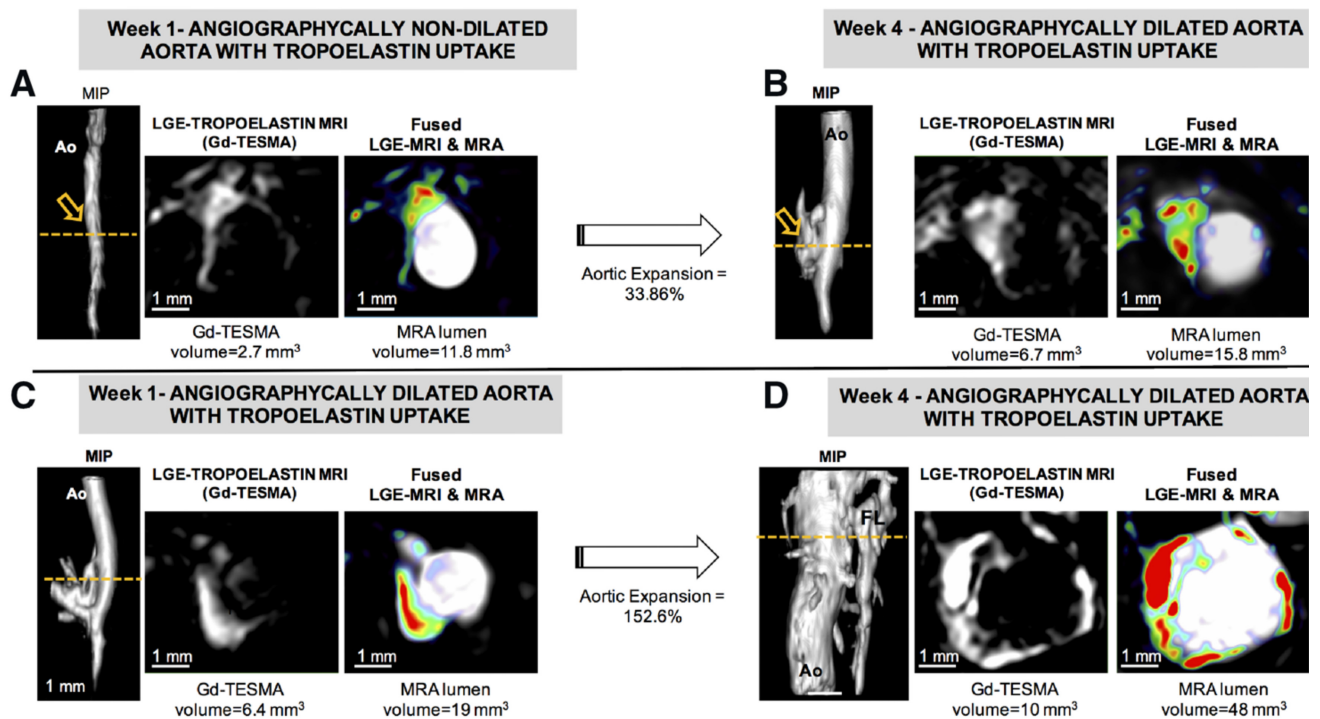 Week 1- ANGIOGRAPHYCALLY NON-DILATED
AORTA WITH TROPOELASTIN UPTAKE
Week 4 - ANGIOGRAPHYCALLY DILATED AORTA
WITH TROPOELASTIN UPTAKE
A
MIP
Ao
LGE-TROPOELASTIN MRI
(Gd-TESMA)
Fused
LGE-MRI & MRA
1 mm
1 mm
Gd-TESMA
volume=2.7 mm³
MRA lumen
volume=11.8 mm³
Aortic Expansion =
33.86%
B
MIP
Ao
LGE-TROPOELASTIN MRI
(Gd-TESMA)
Fused
LGE-MRI & MRA
1 mm
1 mm
Gd-TESMA
volume=6.7 mm³
MRA lumen
volume=15.8 mm³
C
Week 1- ANGIOGRAPHYCALLY DILATED AORTA
WITH TROPOELASTIN UPTAKE
MIP
Ao
1 mm
LGE-TROPOELASTIN MRI
(Gd-TESMA)
Fused
LGE-MRI & MRA
1 mm
1 mm
Gd-TESMA
volume=6.4 mm³
MRA lumen
volume=19 mm³
Aortic Expansion =
152.6%
D
Week 4 - ANGIOGRAPHYCALLY DILATED AORTA
WITH TROPOELASTIN UPTAKE
MIP
FL
Ao
LGE-TROPOELASTIN MRI
(Gd-TESMA)
Fused
LGE-MRI & MRA
1 mm
1 mm
Gd-TESMA
volume=10 mm³
MRA lumen
volume=48 mm³